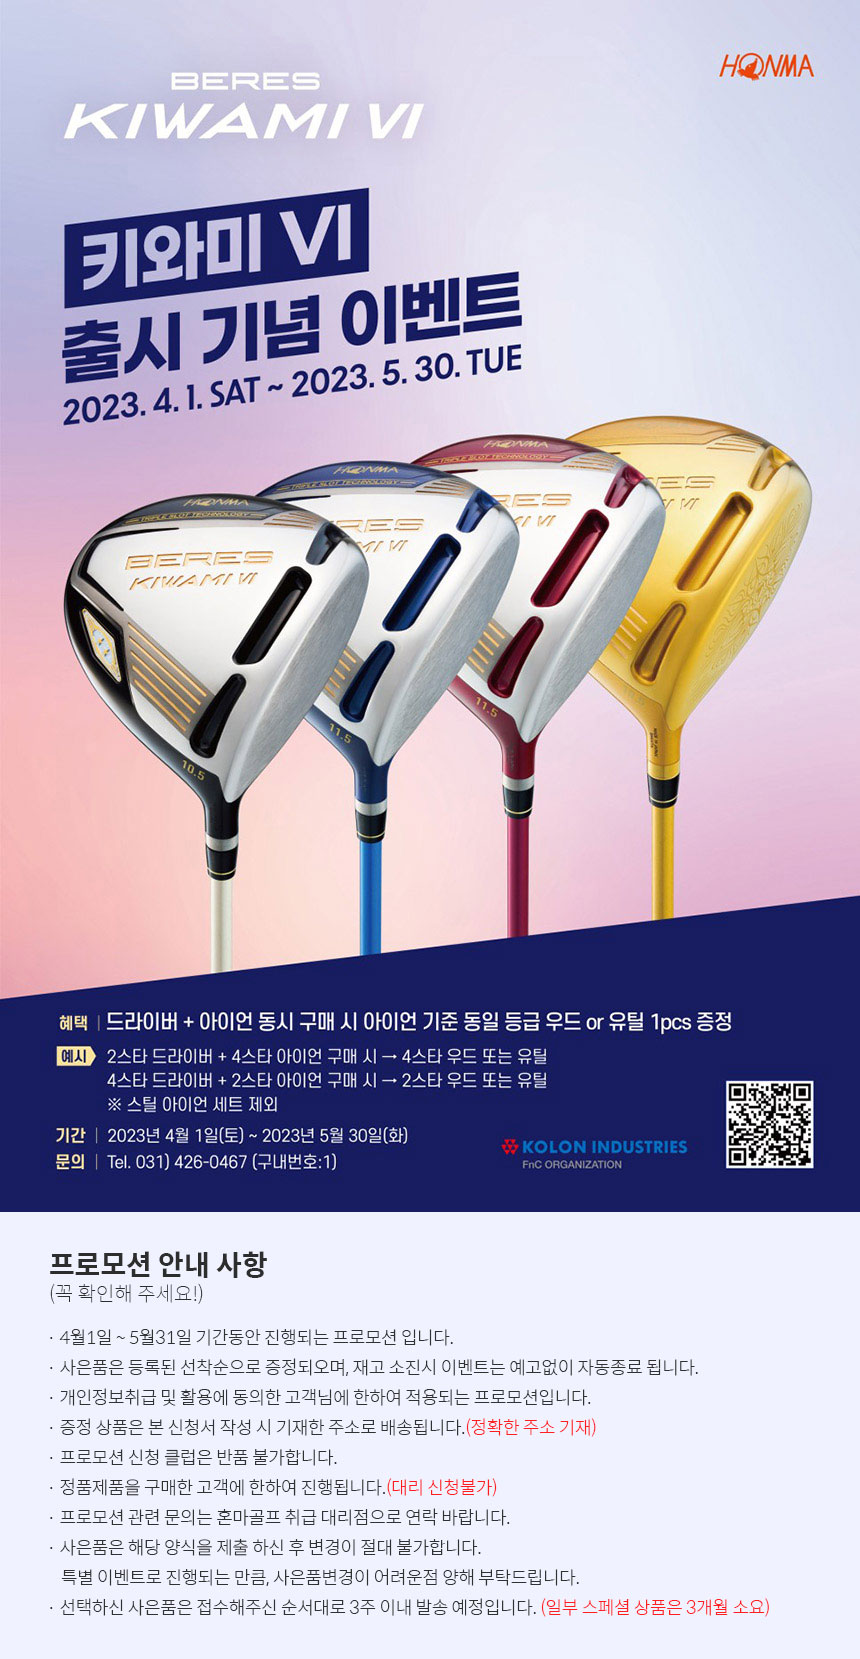 HONMA
BERES
KIWAMI VI
키와미 VI
출시 기념 이벤트
2023. 4. 1. SAT ~ 2023. 5. 30. TUE
HONMA
TRIPLE SLOT TECHNOLOGY
BERES
KIWAMI VI
10.5
HONMA
TRIPLE SLOT TECHNOLOGY
11.5
HONMA
TRIPLE SLOT TECHNOLOGY
11.5
혜택 | 드라이버 + 아이언 동시 구매 시 아이언 기준 동일 등급 우드 or 유틸 1pcs 증정
예시 2스타 드라이버 + 4스타 아이언 구매 시 → 4스타 우드 또는 유틸
4스타 드라이버 + 2스타 아이언 구매 시 → 2스타 우드 또는 유틸
※ 스틸 아이언 세트 제외
기간 | 2023년 4월 1일(토) ~ 2023년 5월 30일(화)
문의 | Tel. 031) 426-0467 (구내번호:1)
KOLON INDUSTRIES
FnC ORGANIZATION
프로모션 안내 사항
(꼭 확인해 주세요!)
· 4월1일 ~ 5월31일 기간동안 진행되는 프로모션 입니다.
· 사은품은 등록된 선착순으로 증정되오며, 재고 소진시 이벤트는 예고없이 자동종료 됩니다.
· 개인정보취급 및 활용에 동의한 고객님에 한하여 적용되는 프로모션입니다.
· 증정 상품은 본 신청서 작성 시 기재한 주소로 배송됩니다.(정확한 주소 기재)
· 프로모션 신청 클럽은 반품 불가합니다.
· 정품제품을 구매한 고객에 한하여 진행됩니다.(대리 신청불가)
· 프로모션 관련 문의는 혼마골프 취급 대리점으로 연락 바랍니다.
· 사은품은 해당 양식을 제출 하신 후 변경이 절대 불가합니다.
특별 이벤트로 진행되는 만큼, 사은품변경이 어려운점 양해 부탁드립니다.
· 선택하신 사은품은 접수해주신 순서대로 3주 이내 발송 예정입니다. (일부 스페셜 상품은 3개월 소요)